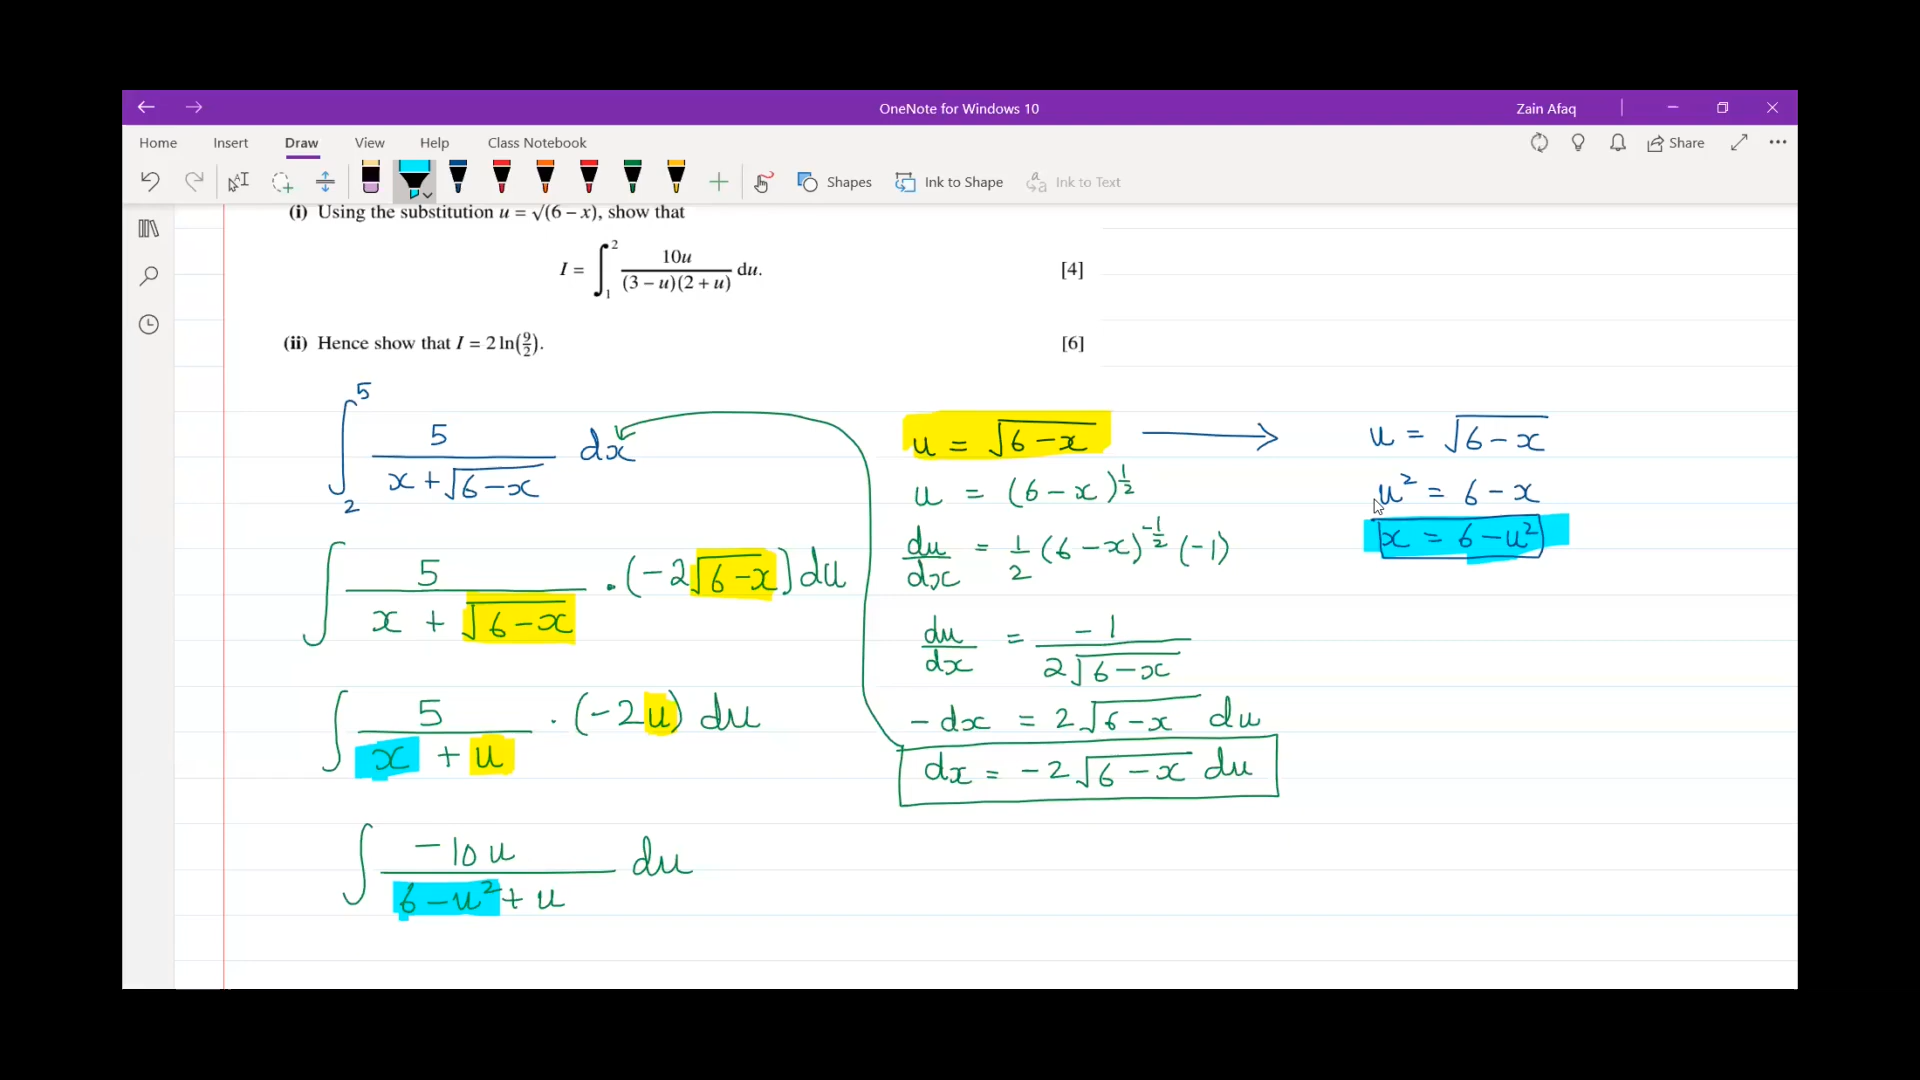 OneNote for Windows 10
Zain Afaq
Home Insert Draw View Help Class Notebook Share
Shapes Ink to Shape Ink to Text
(i) Using the substitution u = √(6 – x), show that
I = ∫₁² 10u / (3 – u)(2 + u) du. [4]
(ii) Hence show that I = 2 ln(9/2). [6]
∫₂⁵ 5 / (x + √(6-x)) dx
∫ 5 / (x + √(6-x)) . (-2√(6-x)) du
∫ 5 / (x + u) . (-2u) du
∫ -10u / (6-u² + u) du
u = √(6-x)
u = (6-x)^(1/2)
du/dx = 1/2 (6-x)^(-1/2) (-1)
du/dx = -1 / (2√(6-x))
-dx = 2√(6-x) du
dx = -2√(6-x) du
u = √(6-x)
u² = 6-x
x = 6-u²